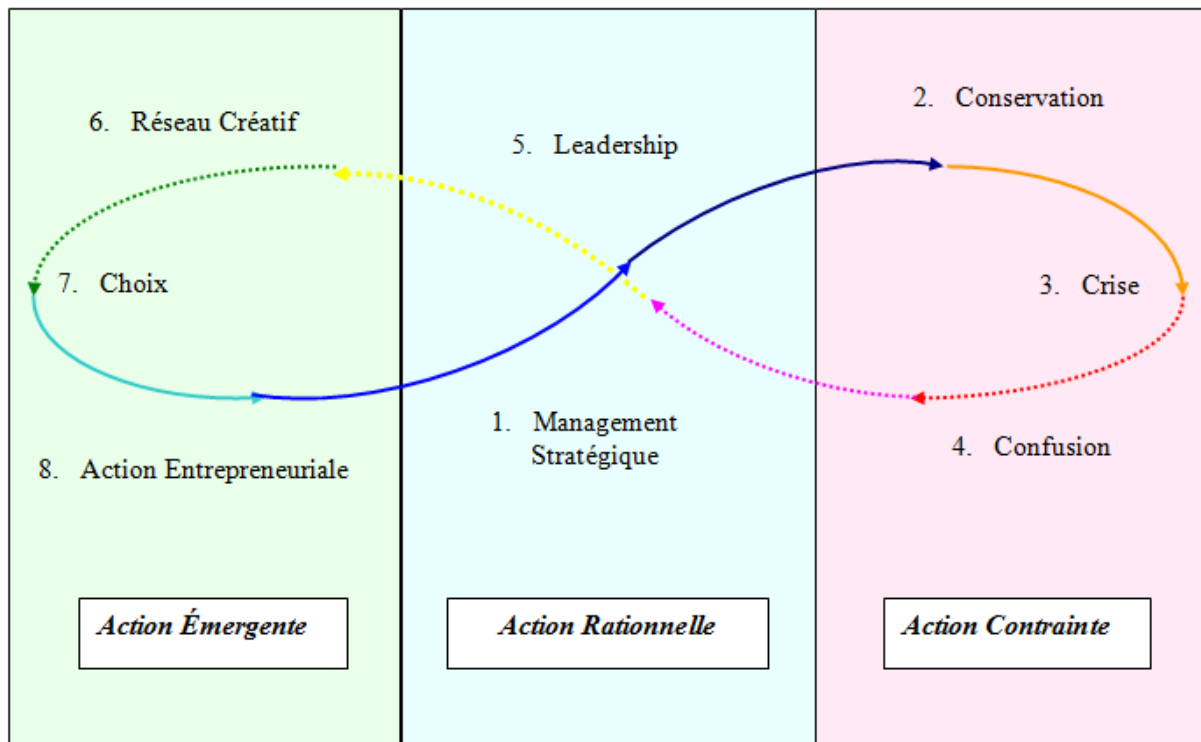 2. Conservation
6. Réseau Créatif
5. Leadership
7. Choix
3. Crise
1. Management
Stratégique
4. Confusion
8. Action Entrepreneuriale
Action Émergente
Action Rationnelle
Action Contrainte